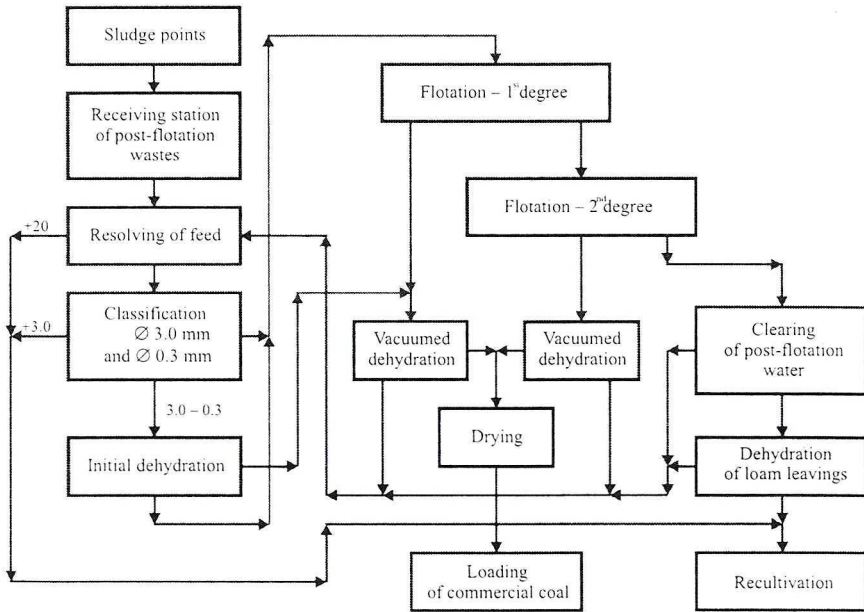 Sludge points
Receiving station
of post-flotation
wastes
+20
Resolving of feed
+3.0
Classification
∅ 3.0 mm
and ∅ 0.3 mm
3.0 – 0.3
Initial dehydration
Flotation – 1st degree
Flotation – 2nd degree
Vacuumed
dehydration
Vacuumed
dehydration
Clearing
of post-flotation
water
Drying
Dehydration
of loam leavings
Loading
of commercial coal
Recultivation